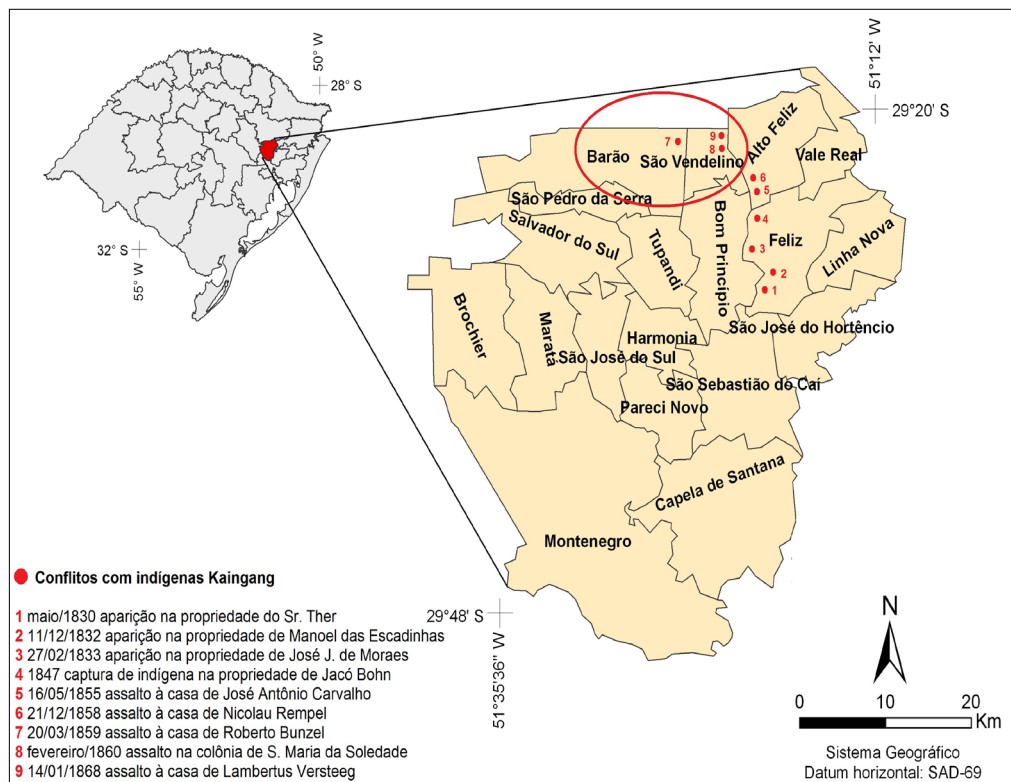 50° W
28° S
32° S
55° W
51°12' W
29°20' S
Barão
7
9
8
São Vendelino
Alto Feliz
Vale Real
6
5
São Pedro da Serra
Salvador do Sul
Tupandi
Bom Princípio
4
Feliz
3
2
1
Linha Nova
Brochier
Maratá
São José do Sul
Harmonia
São José do Hortêncio
São Sebastião do Caí
Pareci Novo
Capela de Santana
Montenegro
29°48' S
51°35'36" W
Conflitos com indígenas Kaingang
1 maio/1830 aparição na propriedade do Sr. Ther
2 11/12/1832 aparição na propriedade de Manoel das Escadinhas
3 27/02/1833 aparição na propriedade de José J. de Moraes
4 1847 captura de indígena na propriedade de Jacó Bohn
5 16/05/1855 assalto à casa de José Antônio Carvalho
6 21/12/1858 assalto à casa de Nicolau Rempel
7 20/03/1859 assalto à casa de Roberto Bunzel
8 fevereiro/1860 assalto na colônia de S. Maria da Soledade
9 14/01/1868 assalto à casa de Lambertus Versteeg
N
0 10 20
Km
Sistema Geográfico
Datum horizontal: SAD-69